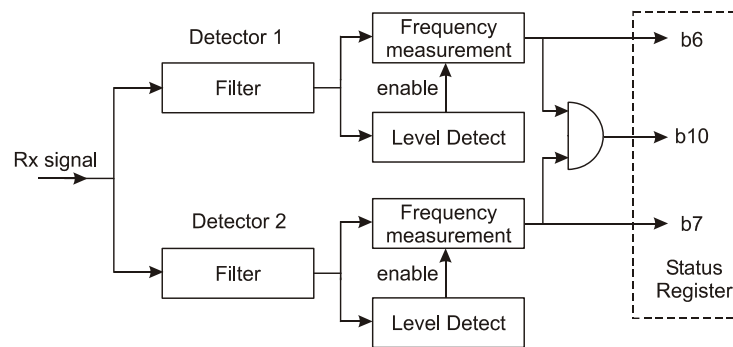 Detector 1
Filter
Frequency
measurement
enable
Level Detect
b6
b10
b7
Rx signal
Detector 2
Filter
Frequency
measurement
enable
Level Detect
Status
Register